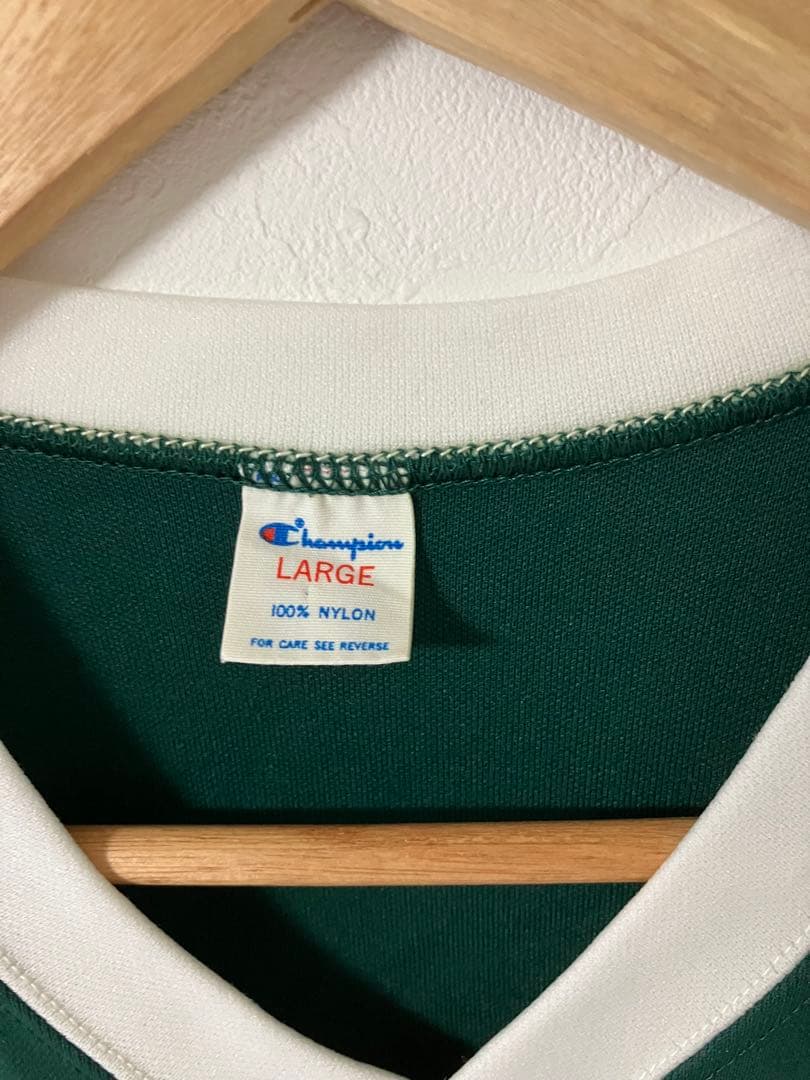 Champion
LARGE
100% NYLON
FOR CARE SEE REVERSE